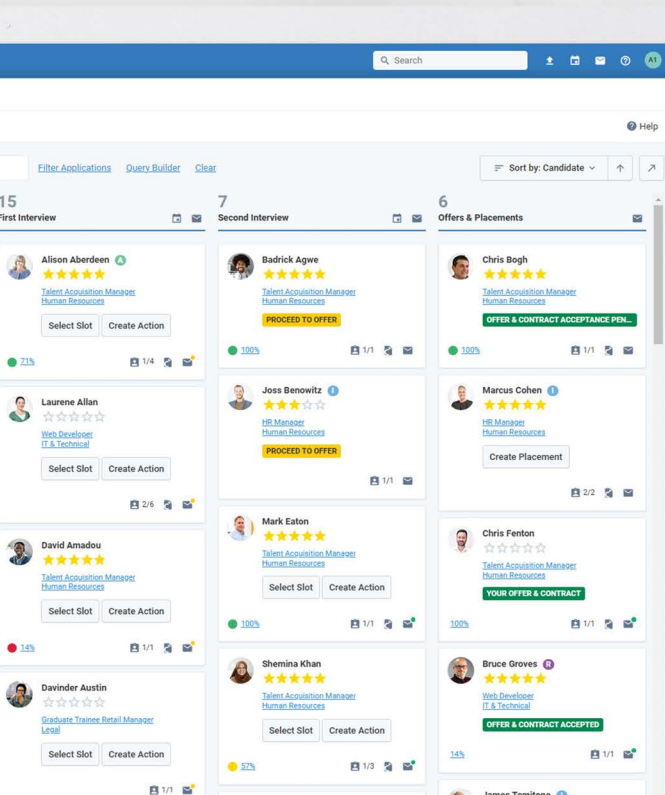 Search
A1
Help
Filter Applications Query Builder Clear
Sort by: Candidate
15
First Interview
Alison Aberdeen A
Talent Acquisition Manager
Human Resources
Select Slot Create Action
71% 1/4
Laurene Allan
Web Developer
IT & Technical
Select Slot Create Action
2/6
David Amadou
Talent Acquisition Manager
Human Resources
Select Slot Create Action
14% 1/1
Davinder Austin
Graduate Trainee Retail Manager
Legal
Select Slot Create Action
1/1
7
Second Interview
Badrick Agwe
Talent Acquisition Manager
Human Resources
PROCEED TO OFFER
100% 1/1
Joss Benowitz I
HR Manager
Human Resources
PROCEED TO OFFER
1/1
Mark Eaton
Talent Acquisition Manager
Human Resources
Select Slot Create Action
100% 1/1
Shemina Khan
Talent Acquisition Manager
Human Resources
Select Slot Create Action
57% 1/3
6
Offers & Placements
Chris Bogh
Talent Acquisition Manager
Human Resources
OFFER & CONTRACT ACCEPTANCE PEN...
100% 1/1
Marcus Cohen I
HR Manager
Human Resources
Create Placement
2/2
Chris Fenton
Talent Acquisition Manager
Human Resources
YOUR OFFER & CONTRACT
100% 1/1
Bruce Groves R
Web Developer
IT & Technical
OFFER & CONTRACT ACCEPTED
14% 1/1